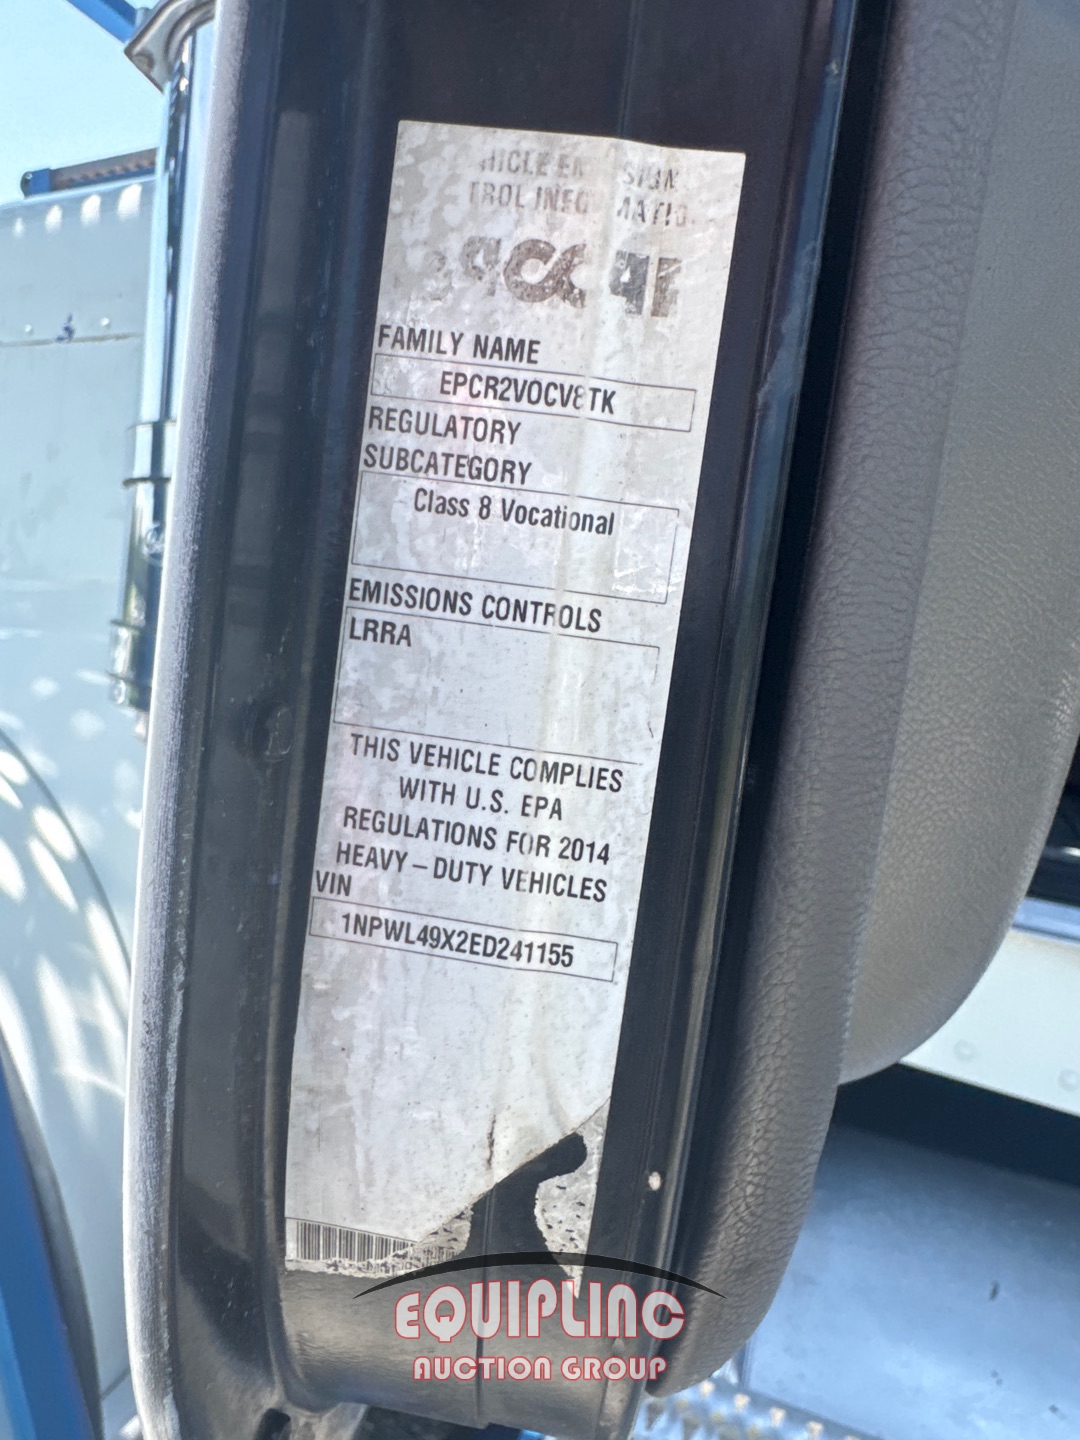 FAMILY NAME
EPCR2VOCV8TK
REGULATORY
SUBCATEGORY
Class 8 Vocational
EMISSIONS CONTROLS
LRRA
THIS VEHICLE COMPLIES
WITH U.S. EPA
REGULATIONS FOR 2014
HEAVY-DUTY VEHICLES
VIN
1NPWL49X2ED241155
EQUIPLINC
AUCTION GROUP